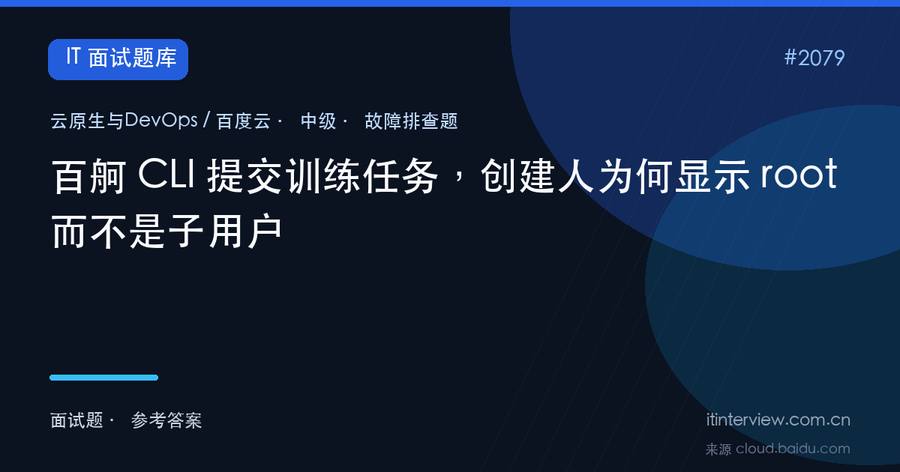 IT 面试题库
#2079
云原生与DevOps / 百度云 · 中级 · 故障排查题
百舸 CLI 提交训练任务，创建人为何显示 root
而不是子用户
面试题 · 参考答案
itinterview.com.cn
来源 cloud.baidu.com